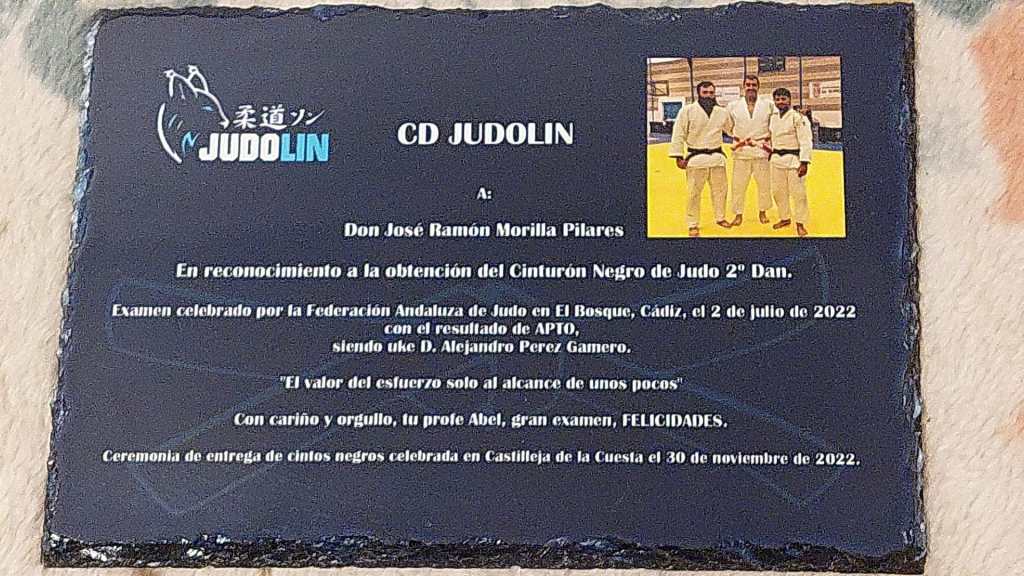 柔道リン
JUDOLIN
CD JUDOLIN
A:
Don José Ramón Morilla Pilares
En reconocimiento a la obtención del Cinturón Negro de Judo 2º Dan.
Examen celebrado por la Federación Andaluza de Judo en El Bosque, Cádiz, el 2 de julio de 2022
con el resultado de APTO,
siendo uke D. Alejandro Perez Gamero.
"El valor del esfuerzo solo al alcance de unos pocos"
Con cariño y orgullo, tu profe Abel, gran examen, FELICIDADES.
Ceremonia de entrega de cintos negros celebrada en Castilleja de la Cuesta el 30 de noviembre de 2022.